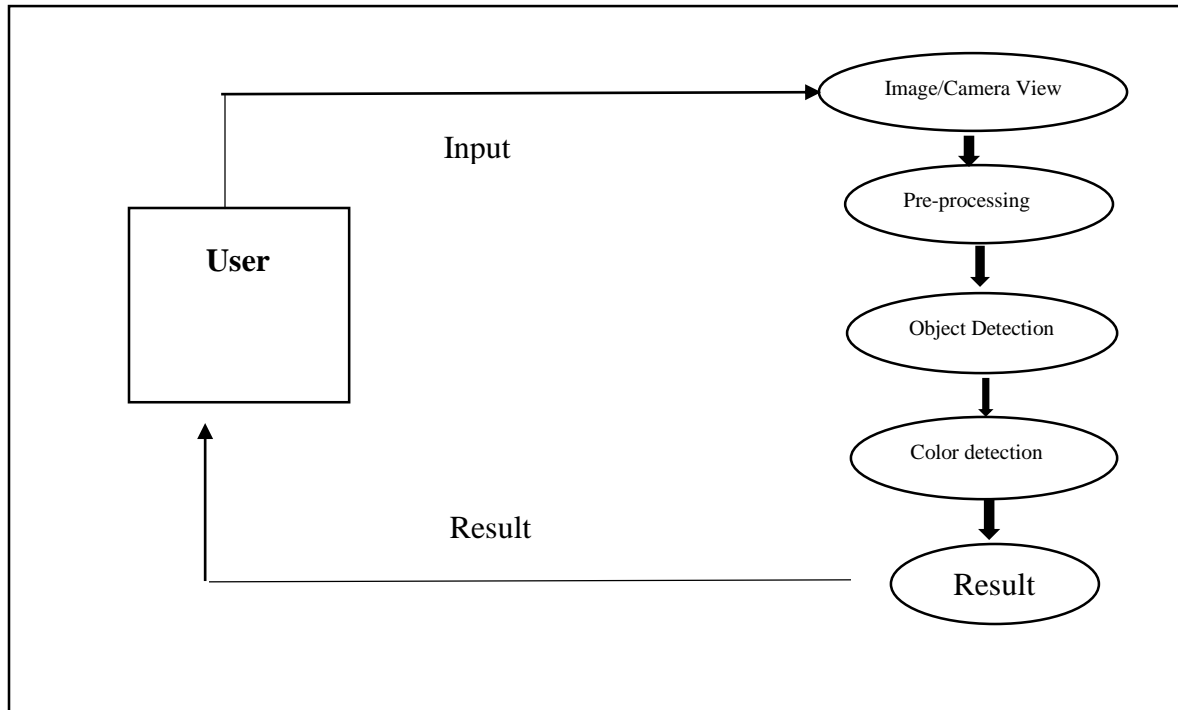 Image/Camera View
Input
Pre-processing
User
Object Detection
Color detection
Result
Result